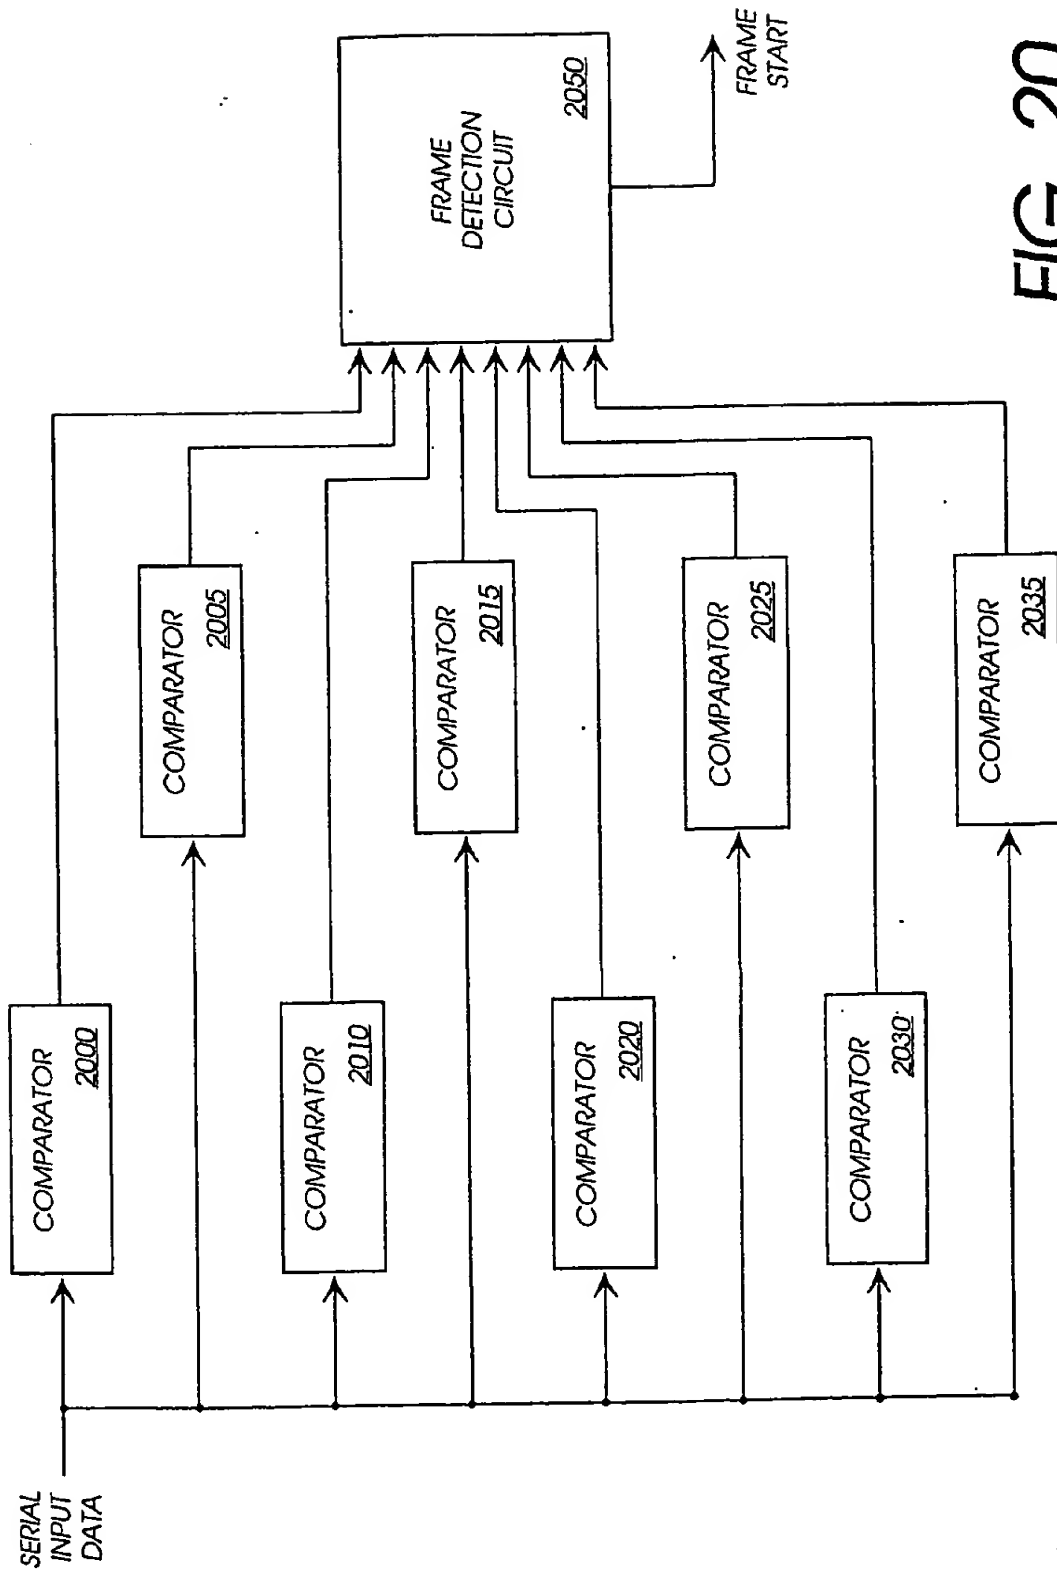 SERIAL
INPUT
DATA
COMPARATOR
2000
COMPARATOR
2005
COMPARATOR
2010
COMPARATOR
2015
COMPARATOR
2020
COMPARATOR
2025
COMPARATOR
2030
COMPARATOR
2035
FRAME
DETECTION
CIRCUIT
2050
FRAME
START
FIG 20